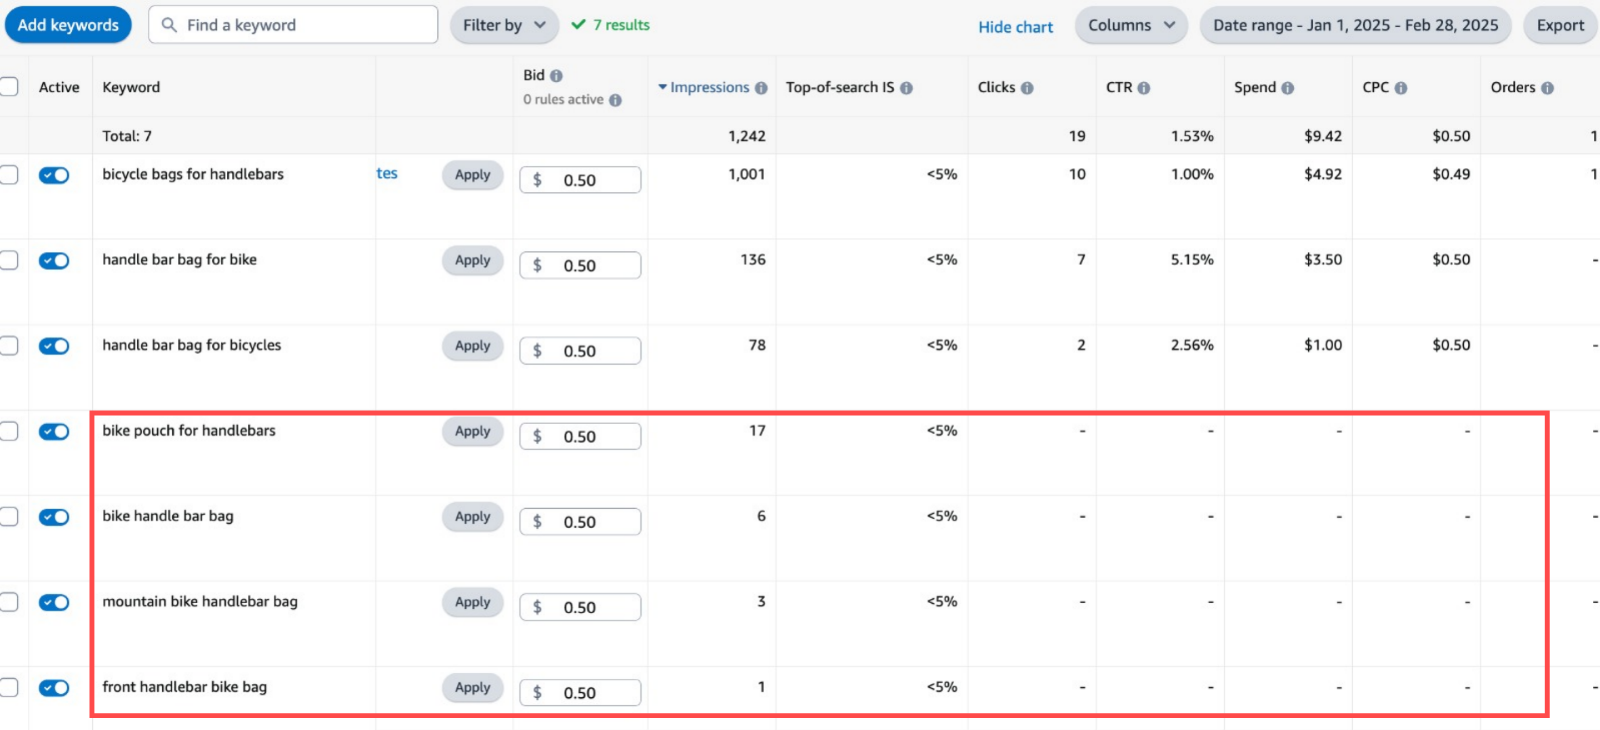 Add keywords Find a keyword Filter by 7 results Hide chart Columns Date range - Jan 1, 2025 - Feb 28, 2025 Export
Active Keyword Bid Impressions Top-of-search IS Clicks CTR Spend CPC Orders
0 rules active
Total: 7 1,242 19 1.53% $9.42 $0.50 1
bicycle bags for handlebars tes Apply $ 0.50 1,001 <5% 10 1.00% $4.92 $0.49 1
handle bar bag for bike Apply $ 0.50 136 <5% 7 5.15% $3.50 $0.50 -
handle bar bag for bicycles Apply $ 0.50 78 <5% 2 2.56% $1.00 $0.50 -
bike pouch for handlebars Apply $ 0.50 17 <5% - - - - -
bike handle bar bag Apply $ 0.50 6 <5% - - - - -
mountain bike handlebar bag Apply $ 0.50 3 <5% - - - - -
front handlebar bike bag Apply $ 0.50 1 <5% - - - - -